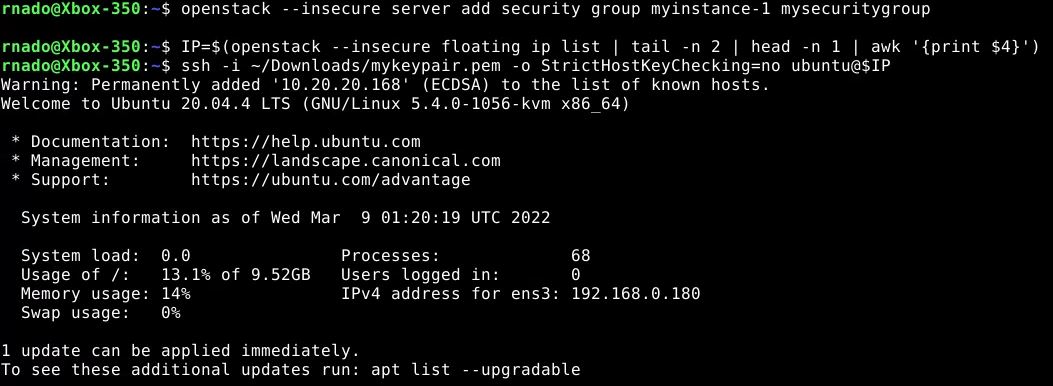 rnado@Xbox-350:~$ openstack --insecure server add security group myinstance-1 mysecuritygroup
rnado@Xbox-350:~$ IP=$(openstack --insecure floating ip list | tail -n 2 | head -n 1 | awk '{print $4}')
rnado@Xbox-350:~$ ssh -i ~/Downloads/mykeypair.pem -o StrictHostKeyChecking=no ubuntu@$IP
Warning: Permanently added '10.20.20.168' (ECDSA) to the list of known hosts.
Welcome to Ubuntu 20.04.4 LTS (GNU/Linux 5.4.0-1056-kvm x86_64)
 * Documentation:  https://help.ubuntu.com
 * Management:     https://landscape.canonical.com
 * Support:        https://ubuntu.com/advantage
  System information as of Wed Mar  9 01:20:19 UTC 2022
  System load:  0.0               Processes:             68
  Usage of /:   13.1% of 9.52GB   Users logged in:       0
  Memory usage: 14%               IPv4 address for ens3: 192.168.0.180
  Swap usage:   0%
1 update can be applied immediately.
To see these additional updates run: apt list --upgradable